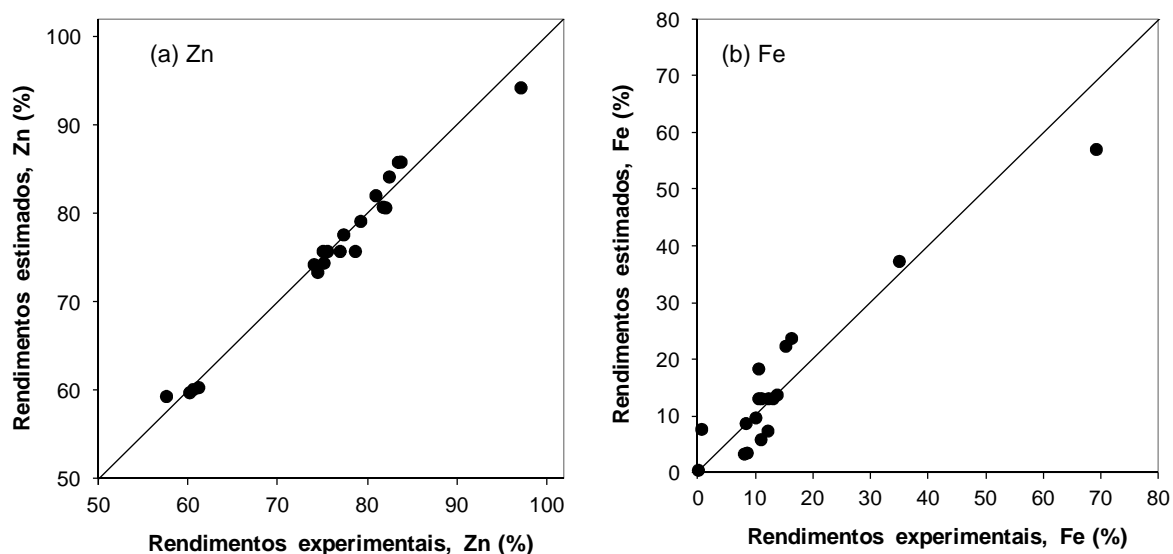 (a) Zn
Rendimentos estimados, Zn (%)
100
90
80
70
60
50
50 60 70 80 90 100
Rendimentos experimentais, Zn (%)
(b) Fe
Rendimentos estimados, Fe (%)
80
70
60
50
40
30
20
10
0
0 10 20 30 40 50 60 70 80
Rendimentos experimentais, Fe (%)